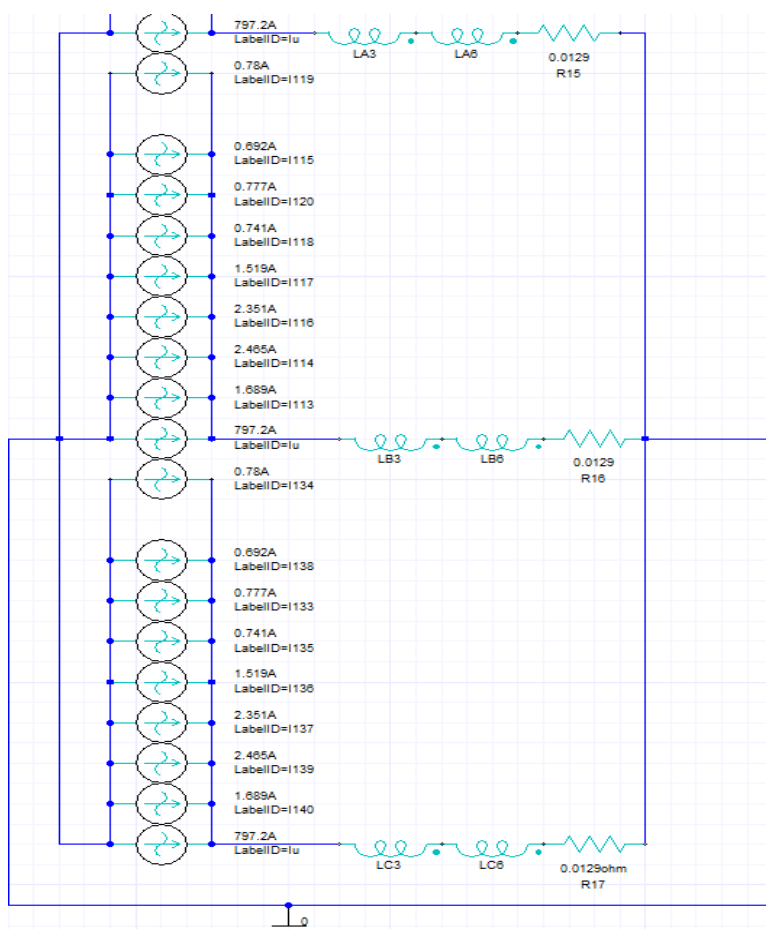 797.2A
LabelID=Iu
LA3
LA6
0.0129
R15
0.78A
LabelID=I119
0.692A
LabelID=I115
0.777A
LabelID=I120
0.741A
LabelID=I118
1.519A
LabelID=I117
2.351A
LabelID=I116
2.465A
LabelID=I114
1.689A
LabelID=I113
797.2A
LabelID=Iu
LB3
LB6
0.0129
R16
0.78A
LabelID=I134
0.692A
LabelID=I138
0.777A
LabelID=I133
0.741A
LabelID=I135
1.519A
LabelID=I136
2.351A
LabelID=I137
2.465A
LabelID=I139
1.689A
LabelID=I140
797.2A
LabelID=Iu
LC3
LC6
0.0129ohm
R17
0